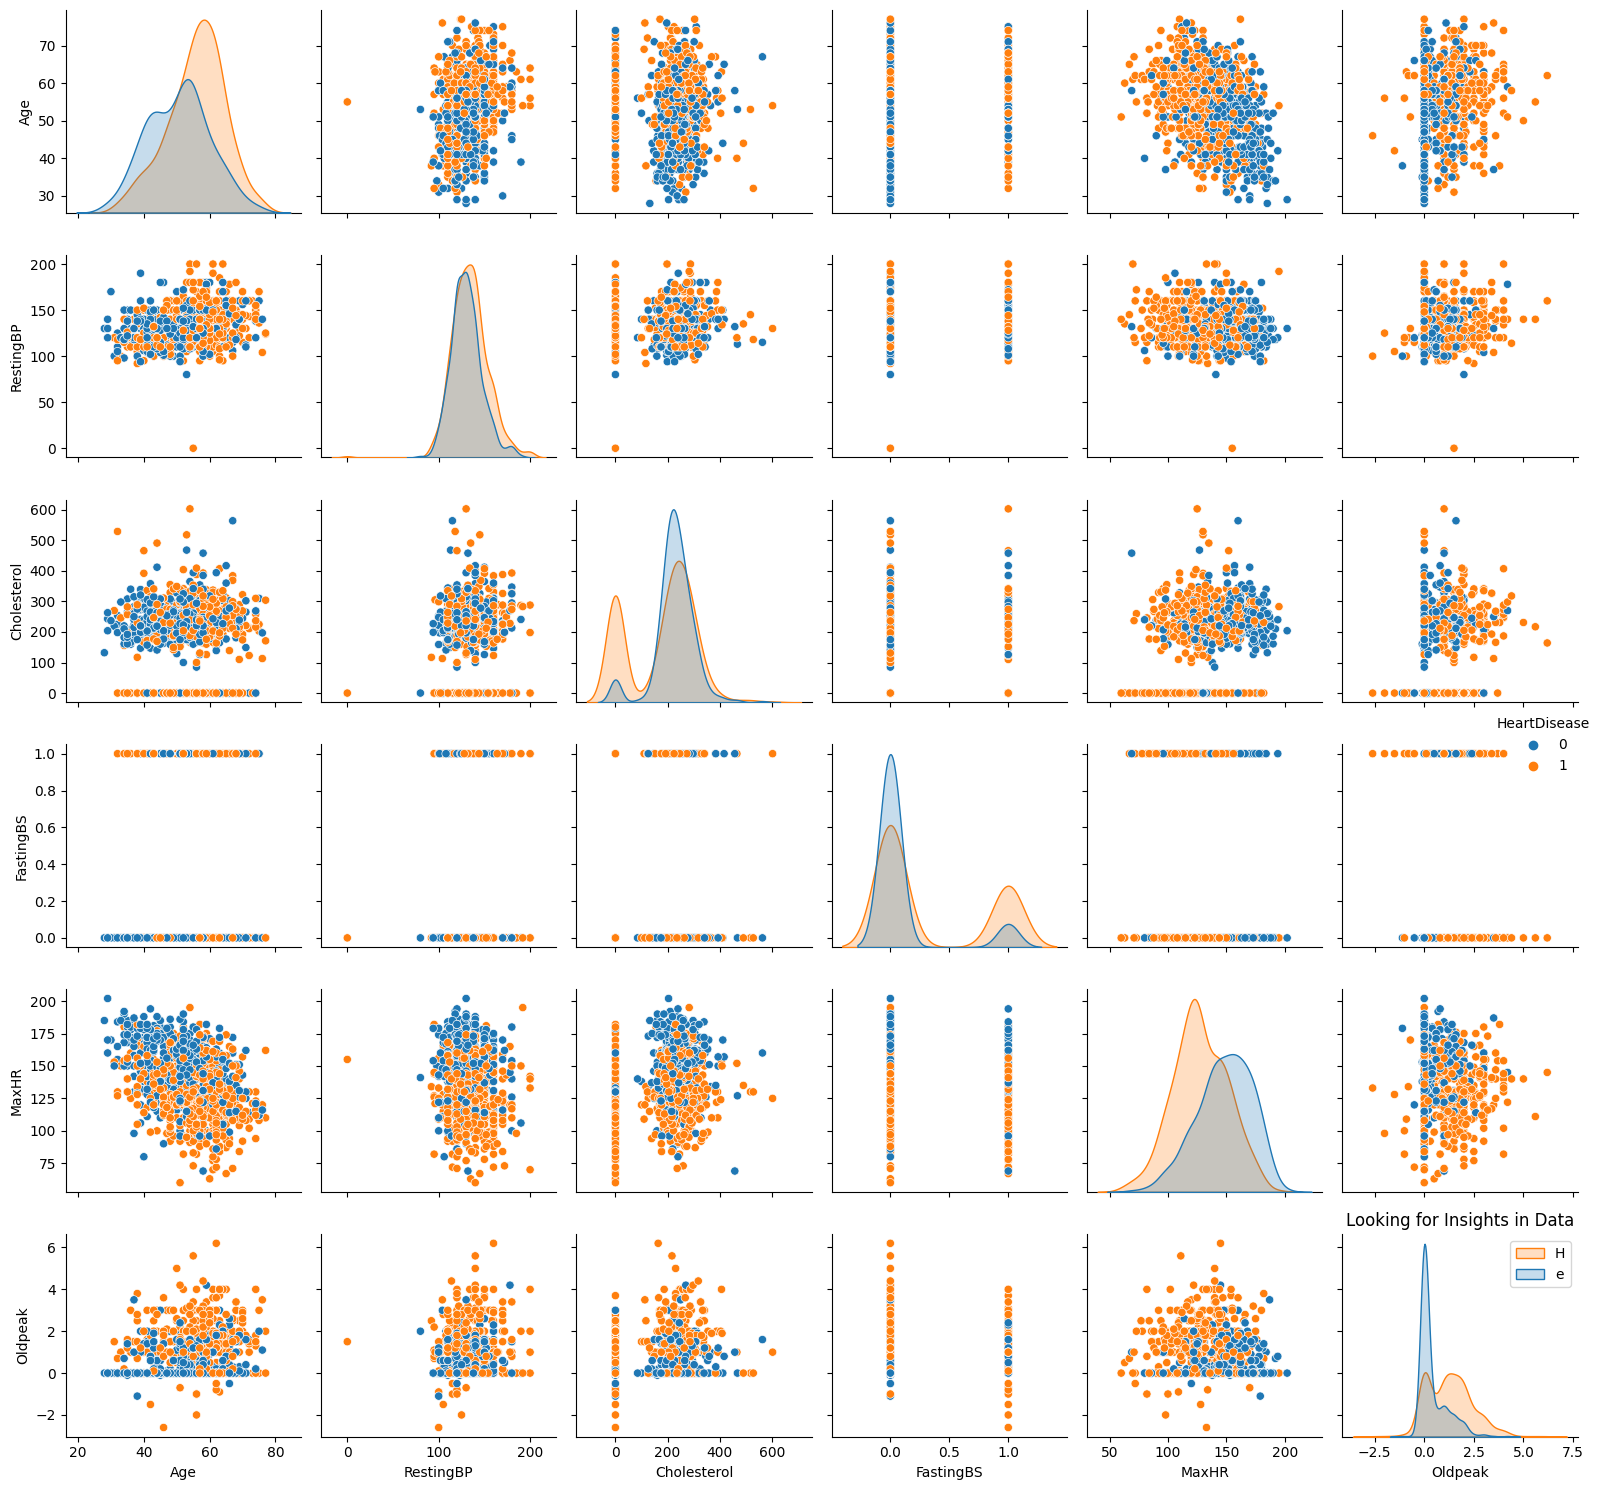 70
60
50
40
30
Age
200
150
100
50
0
RestingBP
600
500
400
300
200
100
0
Cholesterol
HeartDisease
0
1
1.0
0.8
0.6
0.4
0.2
0.0
FastingBS
200
175
150
125
100
75
MaxHR
Looking for Insights in Data
H
e
6
4
2
0
−2
Oldpeak
20 40 60 80
0 100 200
0 200 400 600
0.0 0.5 1.0
50 100 150 200
−2.5 0.0 2.5 5.0 7.5
Age RestingBP Cholesterol FastingBS MaxHR Oldpeak